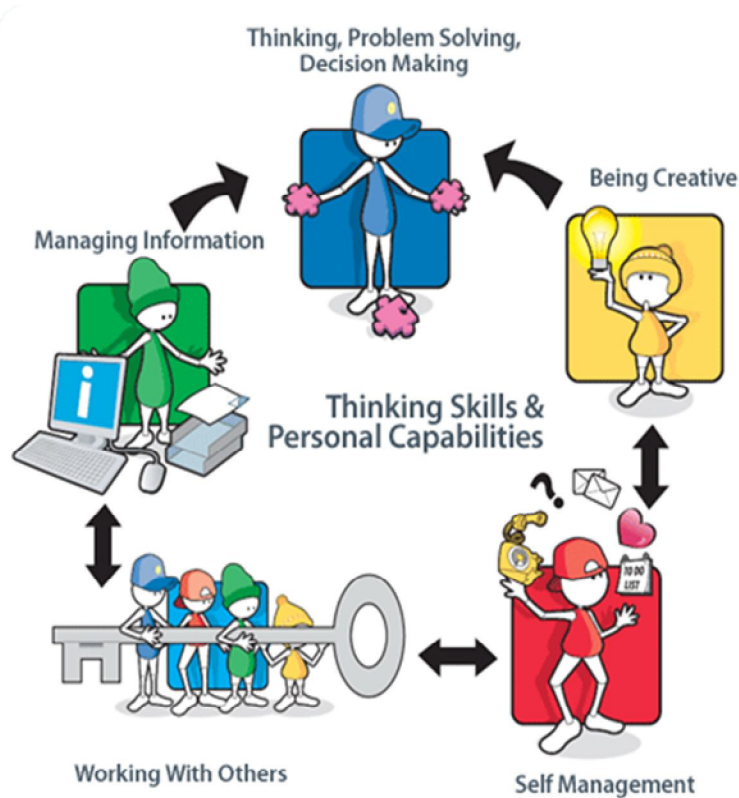 Thinking, Problem Solving,
Decision Making
Being Creative
Managing Information
i
Thinking Skills &
Personal Capabilities
?
TO DO
LIST
Working With Others
Self Management